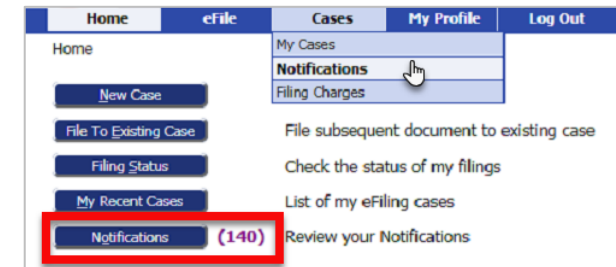 Home eFile Cases My Profile Log Out
Home
My Cases
Notifications
Filing Charges
New Case
File To Existing Case File subsequent document to existing case
Filing Status Check the status of my filings
My Recent Cases List of my eFiling cases
Notifications (140) Review your Notifications